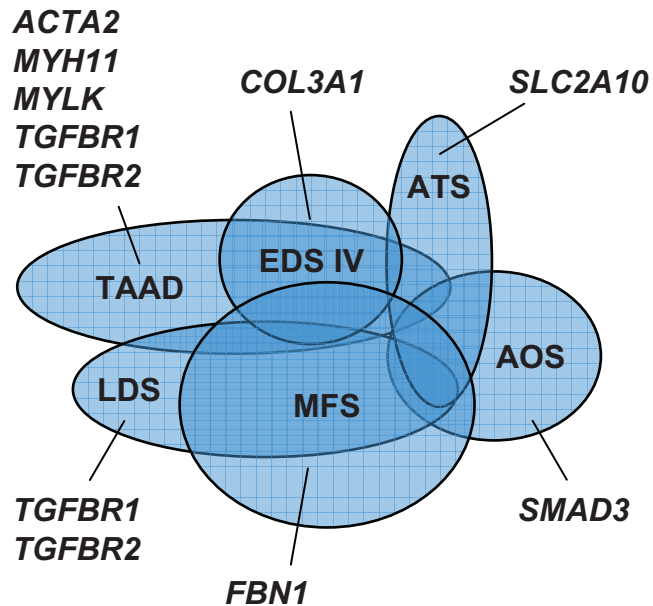 ACTA2
MYH11
MYLK
TGFBR1
TGFBR2
COL3A1
SLC2A10
ATS
EDS IV
TAAD
AOS
LDS
MFS
TGFBR1
TGFBR2
SMAD3
FBN1